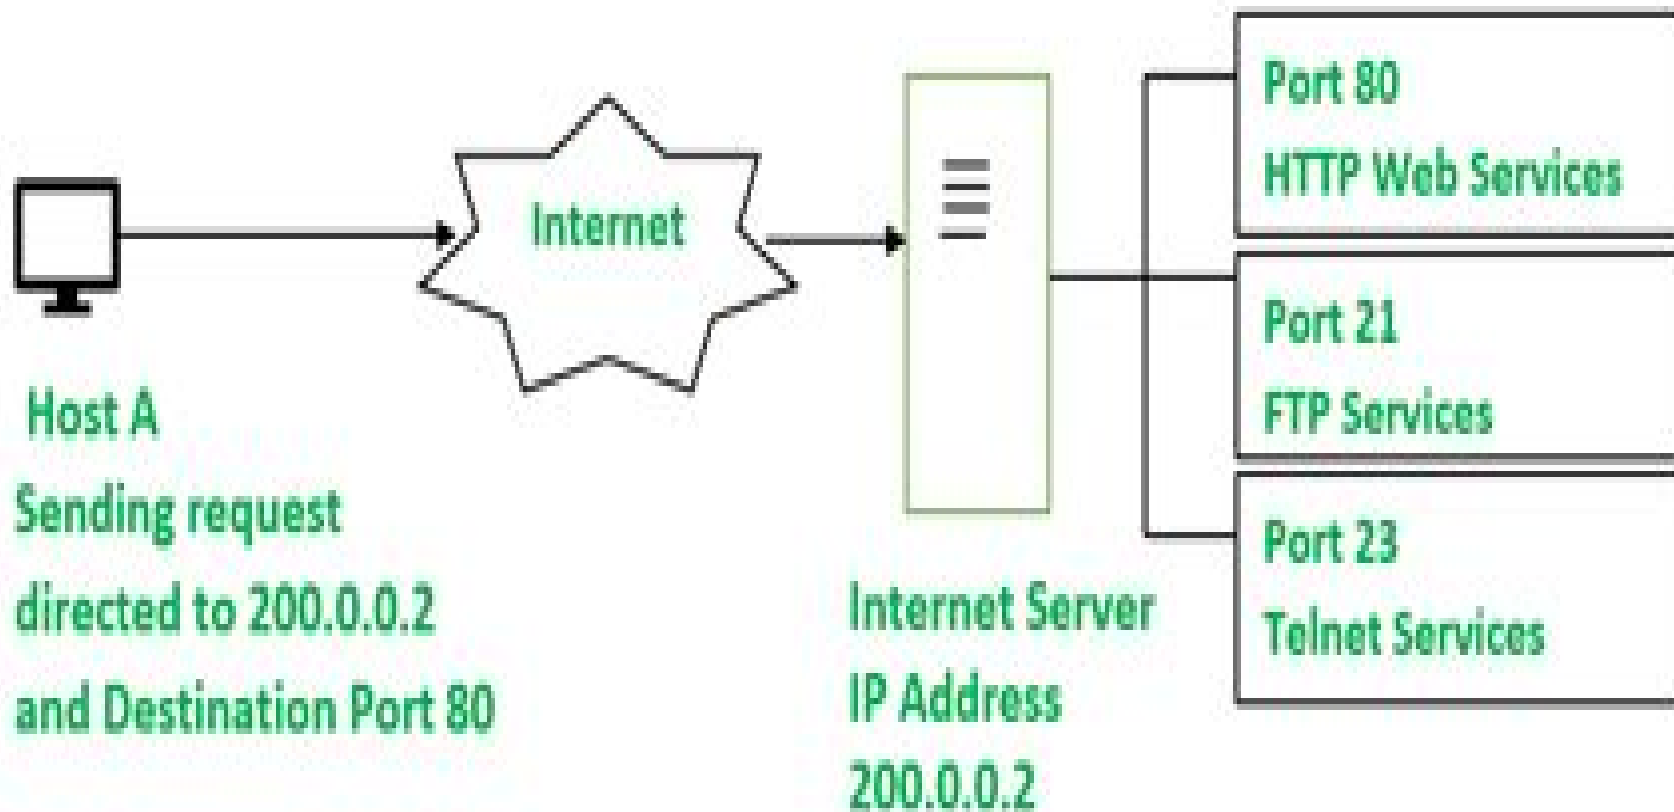 Host A
Sending request
directed to 200.0.0.2
and Destination Port 80
Internet
Internet Server
IP Address
200.0.0.2
Port 80
HTTP Web Services
Port 21
FTP Services
Port 23
Telnet Services